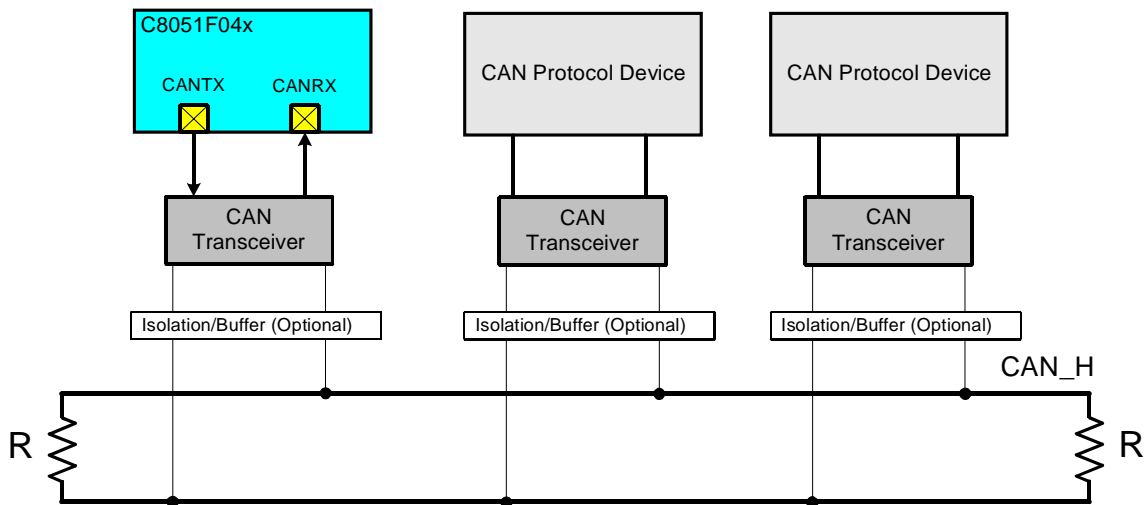 C8051F04x
CANTX
CANRX
CAN Protocol Device
CAN Protocol Device
CAN
Transceiver
CAN
Transceiver
CAN
Transceiver
Isolation/Buffer (Optional)
Isolation/Buffer (Optional)
Isolation/Buffer (Optional)
CAN_H
R
R